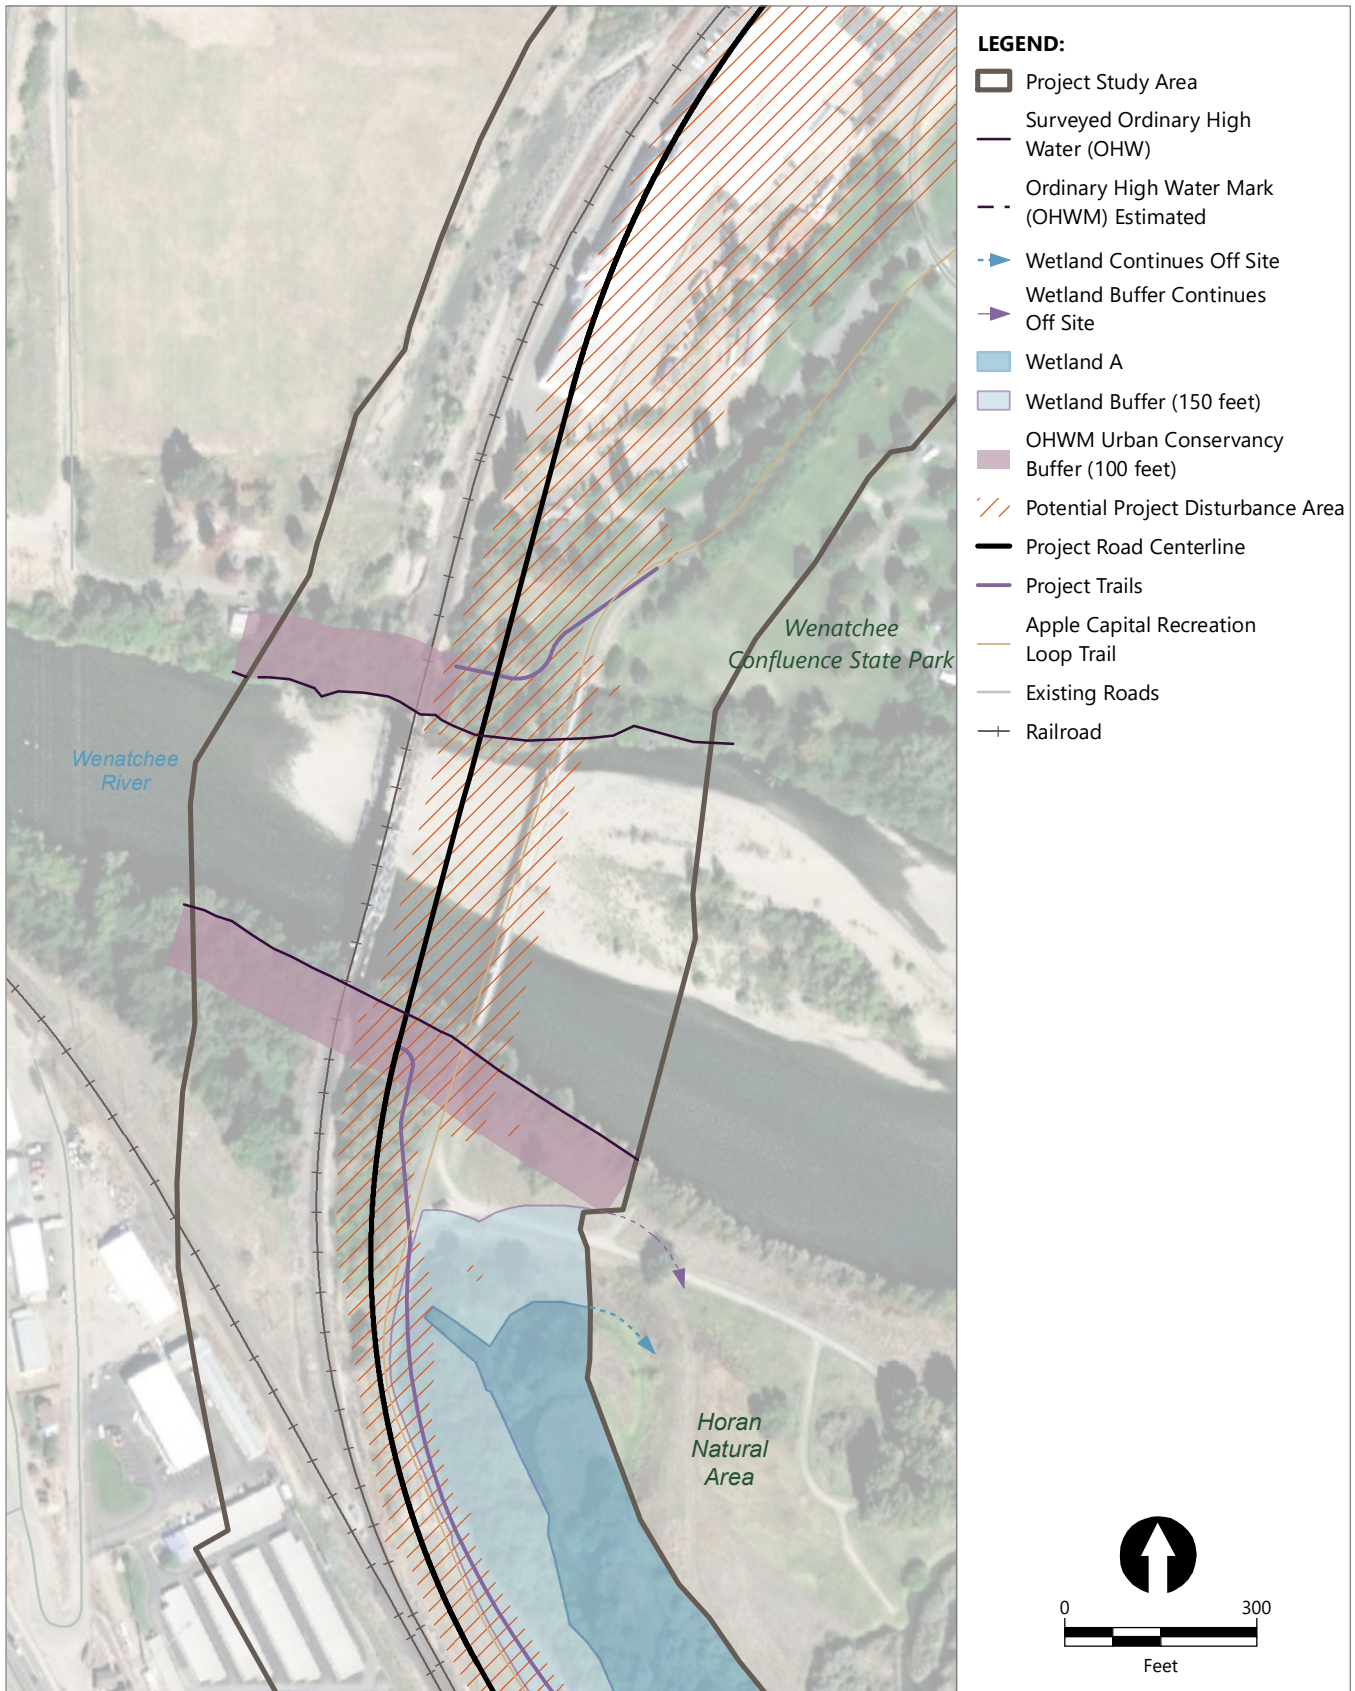 LEGEND:
Project Study Area
Surveyed Ordinary High
Water (OHW)
Ordinary High Water Mark
(OHWM) Estimated
Wetland Continues Off Site
Wetland Buffer Continues
Off Site
Wetland A
Wetland Buffer (150 feet)
OHWM Urban Conservancy
Buffer (100 feet)
Potential Project Disturbance Area
Project Road Centerline
Project Trails
Apple Capital Recreation
Loop Trail
Existing Roads
Railroad
Wenatchee
Confluence State Park
Wenatchee
River
Horan
Natural
Area
0 300
Feet